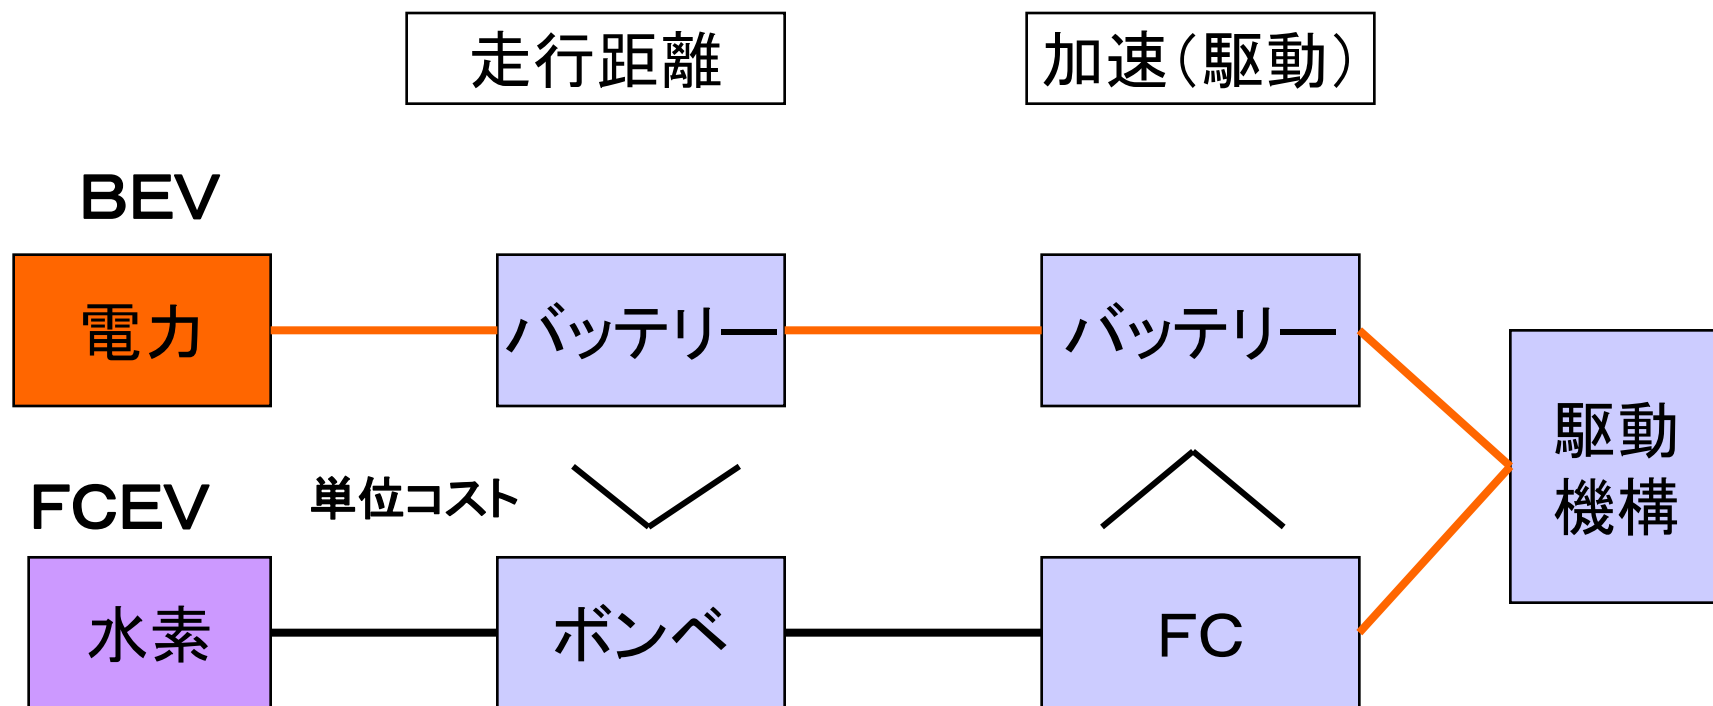 走行距離
加速（駆動）
ＢＥＶ
電力
バッテリー
バッテリー
駆動
機構
ＦＣＥＶ
単位コスト
水素
ボンベ
ＦＣ